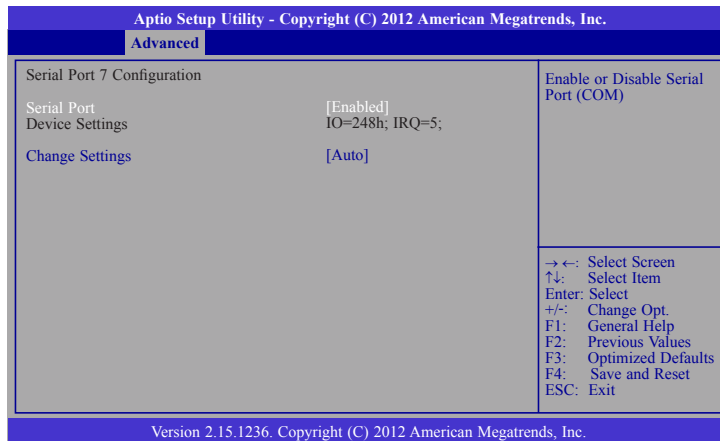 Aptio Setup Utility - Copyright (C) 2012 American Megatrends, Inc.
Advanced
Serial Port 7 Configuration
Serial Port [Enabled]
Device Settings IO=248h; IRQ=5;
Change Settings [Auto]
Enable or Disable Serial
Port (COM)
→ ←: Select Screen
↑↓: Select Item
Enter: Select
+/-: Change Opt.
F1: General Help
F2: Previous Values
F3: Optimized Defaults
F4: Save and Reset
ESC: Exit
Version 2.15.1236. Copyright (C) 2012 American Megatrends, Inc.